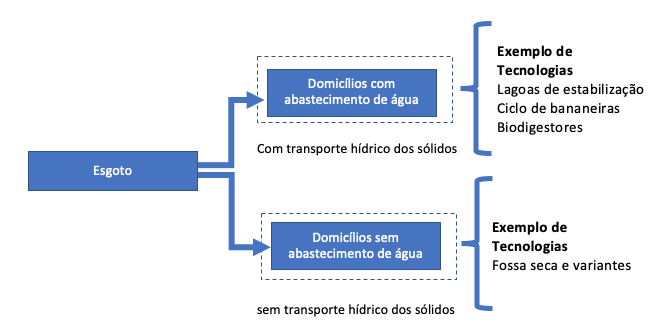 Esgoto
Domicílios com
abastecimento de água
Com transporte hídrico dos sólidos
Exemplo de
Tecnologias
Lagoas de estabilização
Ciclo de bananeiras
Biodigestores
Domicílios sem
abastecimento de água
sem transporte hídrico dos sólidos
Exemplo de
Tecnologias
Fossa seca e variantes